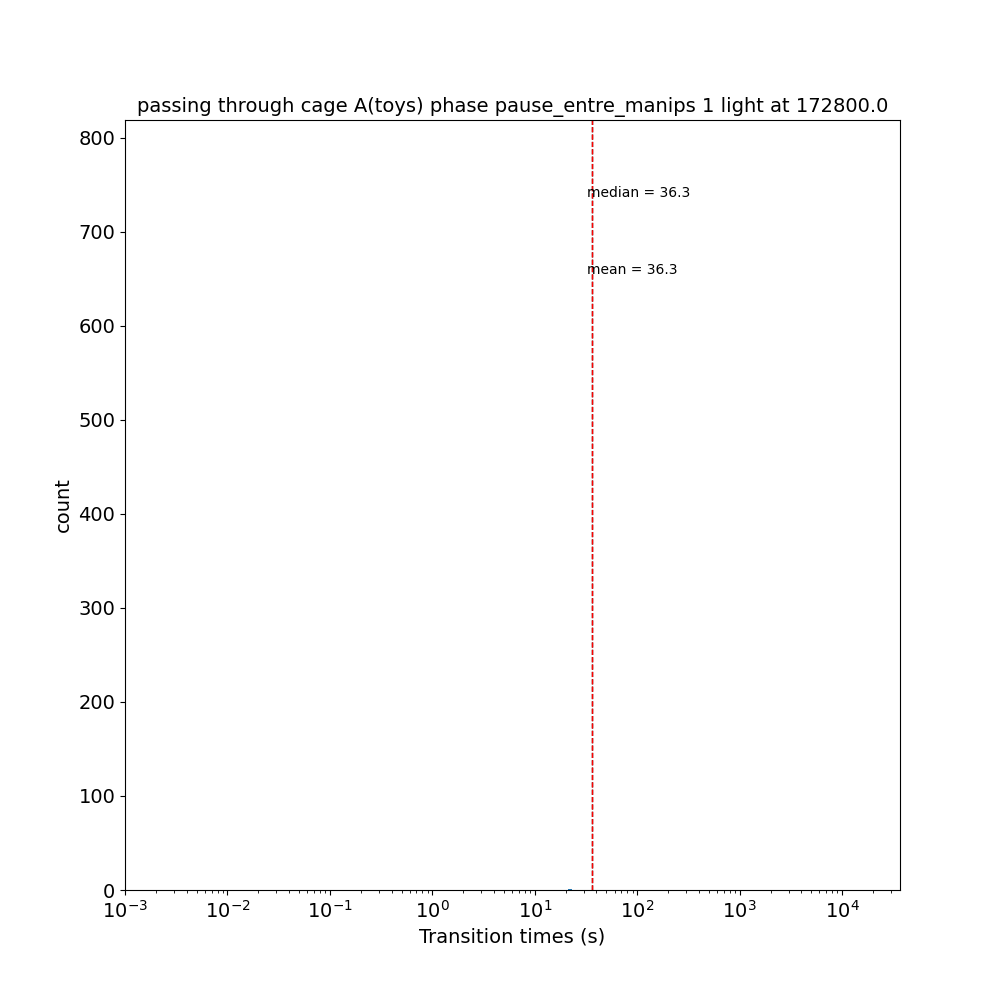 passing through cage A(toys) phase pause_entre_manips 1 light at 172800.0
800
median = 36.3
700
mean = 36.3
600
500
count
400
300
200
100
0
10⁻³ 10⁻² 10⁻¹ 10⁰ 10¹ 10² 10³ 10⁴
Transition times (s)